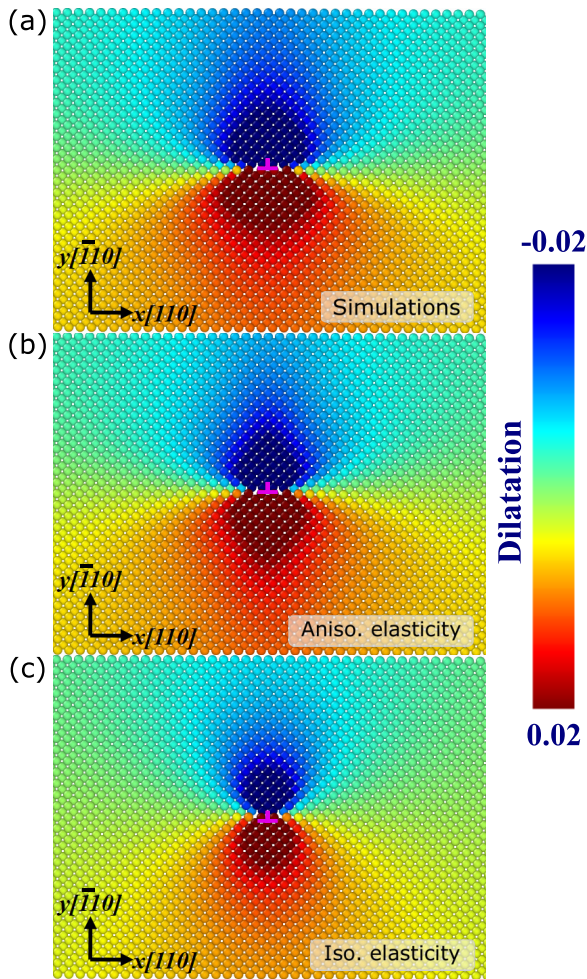 (a)
y[1̄10]
x[110]
Simulations
(b)
y[1̄10]
x[110]
Aniso. elasticity
(c)
y[1̄10]
x[110]
Iso. elasticity
-0.02
Dilatation
0.02